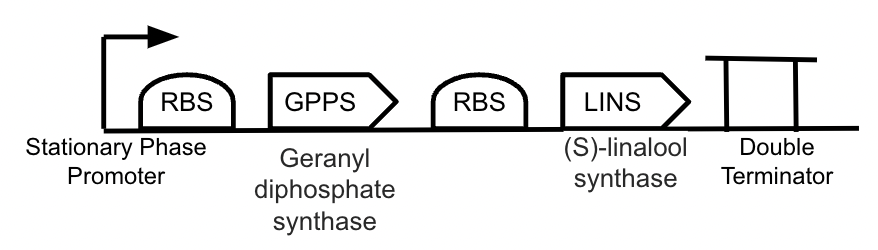 RBS
GPPS
RBS
LINS
Stationary Phase
Promoter
Geranyl
diphosphate
synthase
(S)-linalool
synthase
Double
Terminator